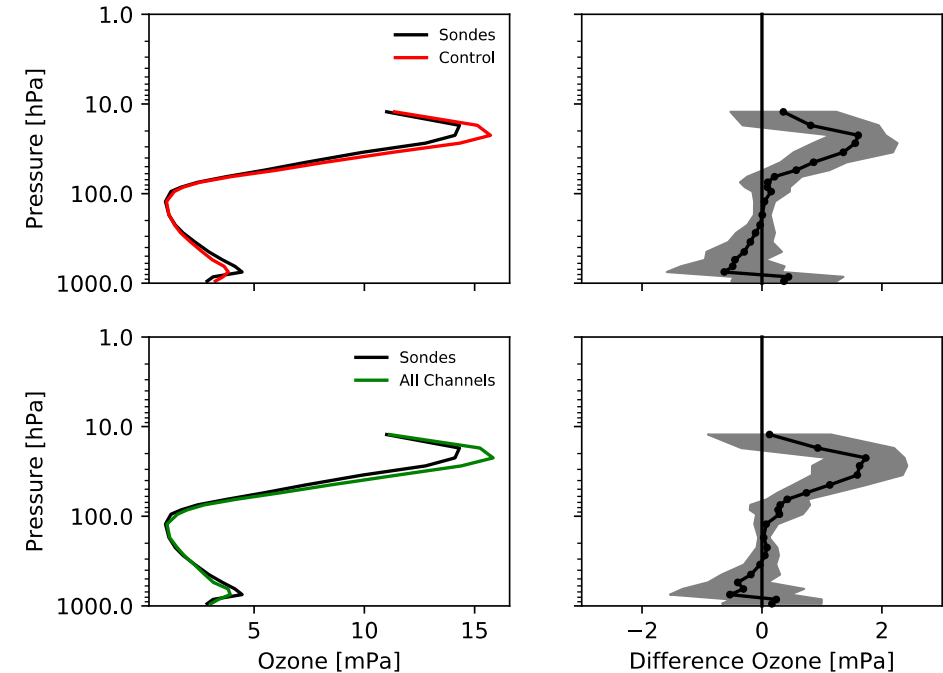 1.0
10.0
100.0
1000.0
Pressure [hPa]
Sondes
Control
1.0
10.0
100.0
1000.0
Pressure [hPa]
Sondes
All Channels
5
10
15
Ozone [mPa]
−2
0
2
Difference Ozone [mPa]